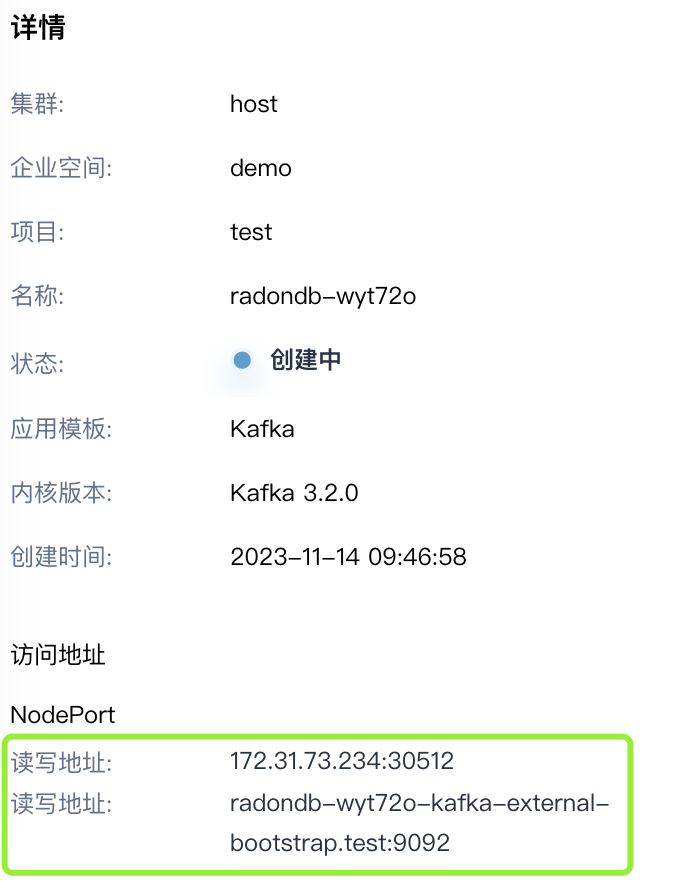 详情
集群: host
企业空间: demo
项目: test
名称: radondb-wyt72o
状态: 创建中
应用模板: Kafka
内核版本: Kafka 3.2.0
创建时间: 2023-11-14 09:46:58
访问地址
NodePort
读写地址: 172.31.73.234:30512
读写地址: radondb-wyt72o-kafka-external-
bootstrap.test:9092